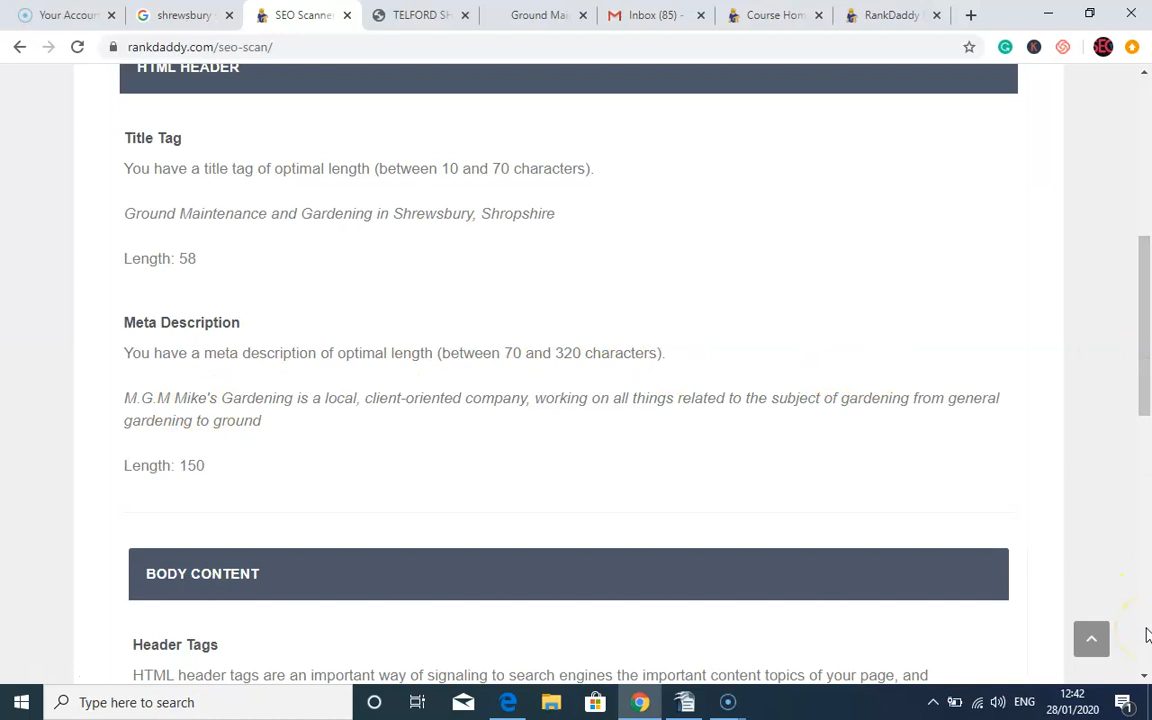 Your Accoun
shrewsbury
SEO Scanne
TELFORD SH
Ground Mai
Inbox (85) -
Course Hom
RankDaddy
rankdaddy.com/seo-scan/
HTML HEADER
Title Tag
You have a title tag of optimal length (between 10 and 70 characters).
Ground Maintenance and Gardening in Shrewsbury, Shropshire
Length: 58
Meta Description
You have a meta description of optimal length (between 70 and 320 characters).
M.G.M Mike's Gardening is a local, client-oriented company, working on all things related to the subject of gardening from general
gardening to ground
Length: 150
BODY CONTENT
Header Tags
HTML header tags are an important way of signaling to search engines the important content topics of your page, and
Type here to search
ENG
12:42
28/01/2020
1